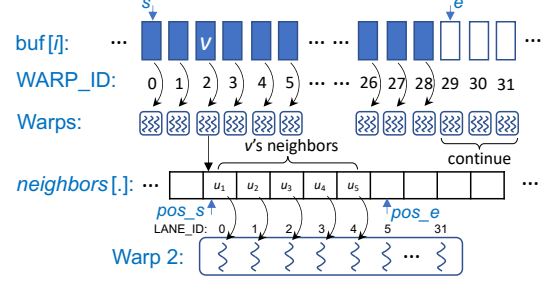 s e
buf[i]: ... v ... ... ...
WARP_ID: 0 1 2 3 4 5 ... ... 26 27 28 29 30 31
Warps:
v's neighbors continue
neighbors[.]: ... u1 u2 u3 u4 u5 ...
pos_s pos_e
LANE_ID: 0 1 2 3 4 5 31
Warp 2: ...